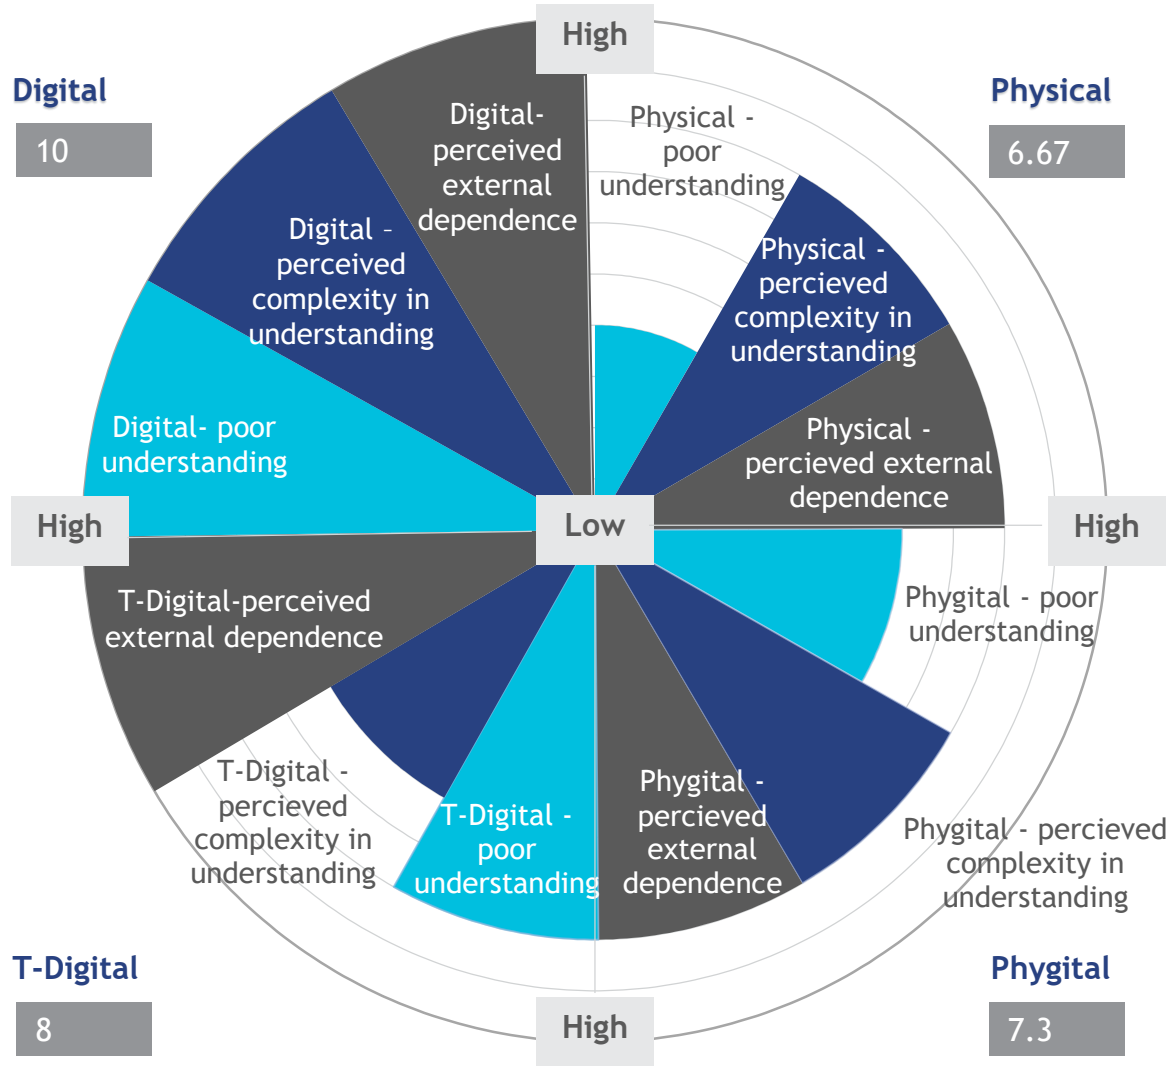 High
Digital
10
Physical
6.67
Digital-
perceived
external
dependence
Physical -
poor
understanding
Digital –
perceived
complexity in
understanding
Physical -
percieved
complexity in
understanding
Digital- poor
understanding
Physical -
percieved external
dependence
High
Low
High
T-Digital-perceived
external dependence
Phygital - poor
understanding
T-Digital -
percieved
complexity in
understanding
T-Digital -
poor
understanding
Phygital -
percieved
external
dependence
Phygital - percieved
complexity in
understanding
T-Digital
8
Phygital
7.3
High